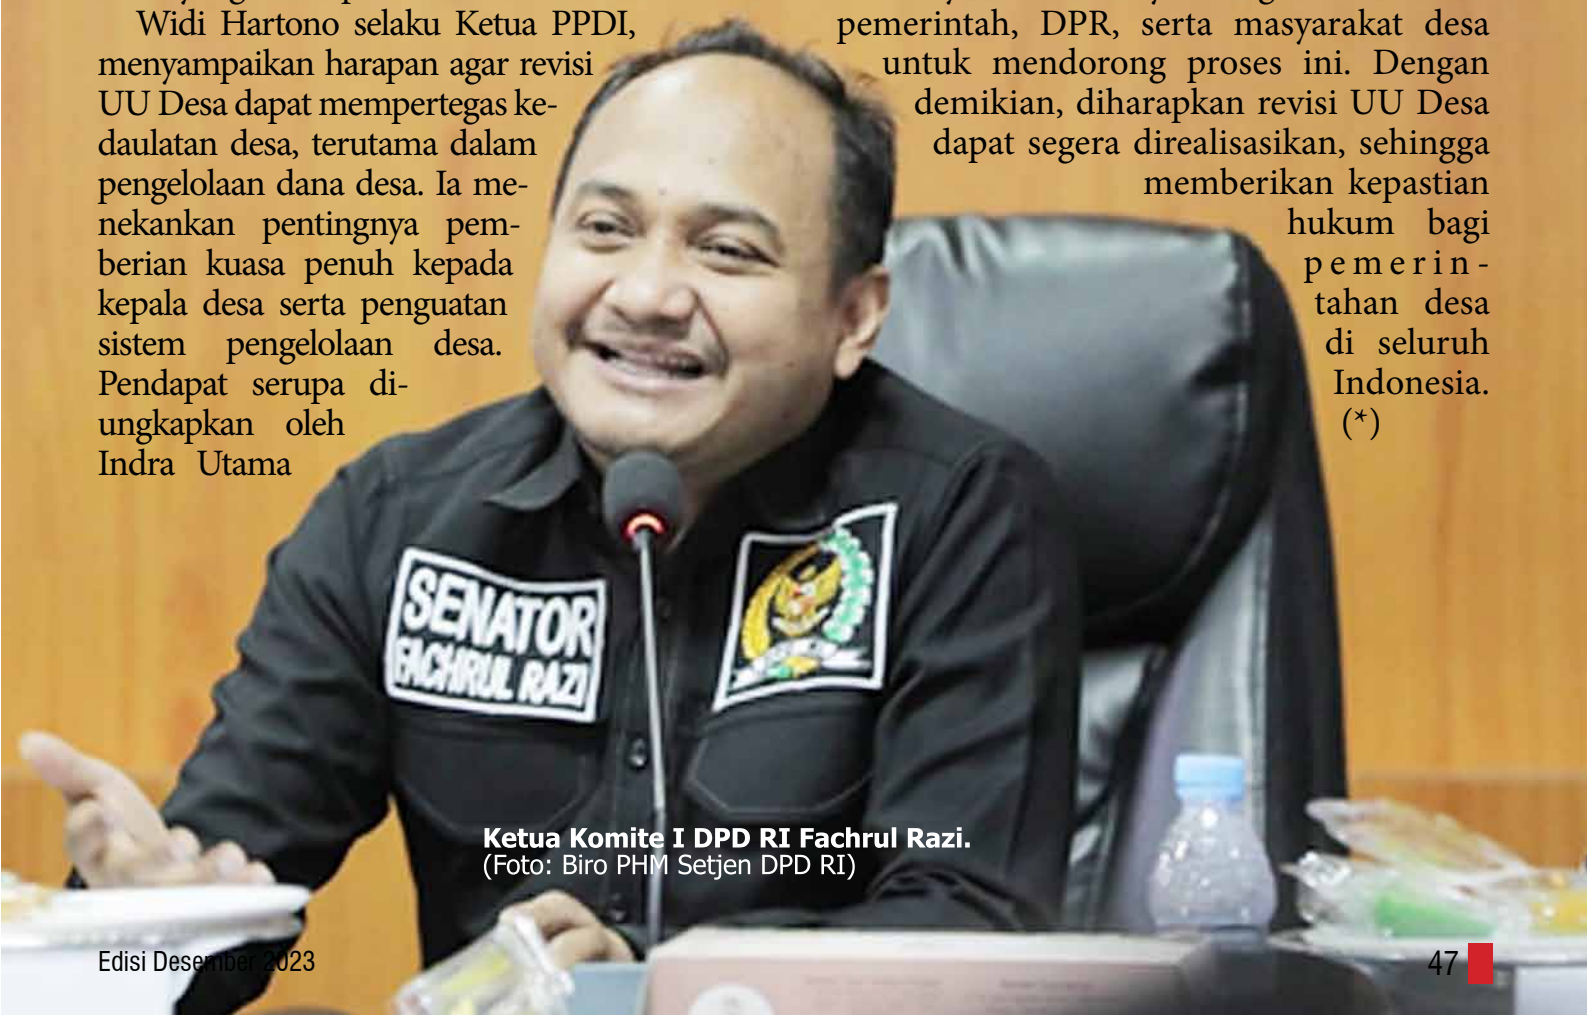 Widi Hartono selaku Ketua PPDI,
menyampaikan harapan agar revisi
UU Desa dapat mempertegas ke-
daulatan desa, terutama dalam
pengelolaan dana desa. Ia me-
nekankan pentingnya pem-
berian kuasa penuh kepada
kepala desa serta penguatan
sistem pengelolaan desa.
Pendapat serupa di-
ungkapkan oleh
Indra Utama
pemerintah, DPR, serta masyarakat desa
untuk mendorong proses ini. Dengan
demikian, diharapkan revisi UU Desa
dapat segera direalisasikan, sehingga
memberikan kepastian
hukum bagi
pemerin-
tahan desa
di seluruh
Indonesia.
(*)
SENATOR
FACHRUL RAZI
Ketua Komite I DPD RI Fachrul Razi.
(Foto: Biro PHM Setjen DPD RI)
Edisi Desember 2023
47